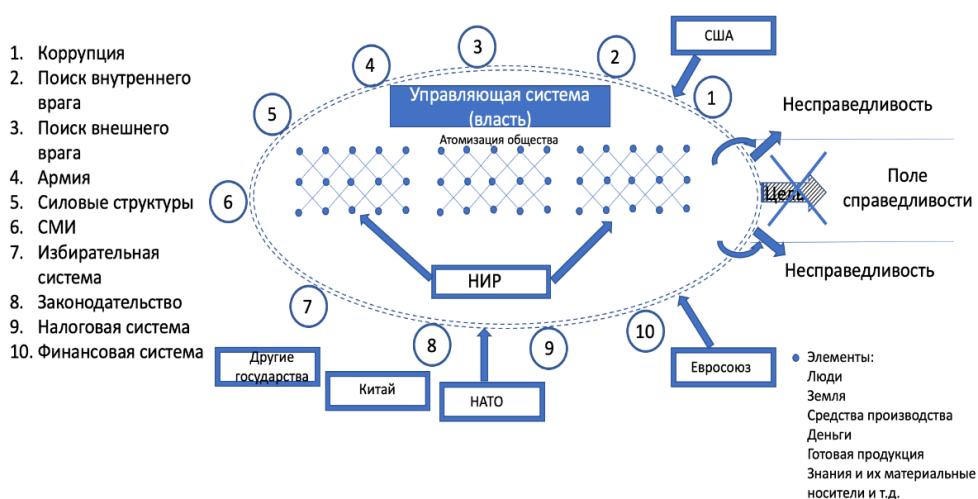 1. Коррупция
2. Поиск внутреннего
врага
3. Поиск внешнего
врага
4. Армия
5. Силовые структуры
6. СМИ
7. Избирательная
система
8. Законодательство
9. Налоговая система
10. Финансовая система
США
3
2
4
1
5
6
7
8
9
10
Управляющая система
(власть)
Атомизация общества
НИР
Несправедливость
Цель
Поле
справедливости
Несправедливость
Другие
государства
Китай
НАТО
Евросоюз
Элементы:
Люди
Земля
Средства производства
Деньги
Готовая продукция
Знания и их материальные
носители и т.д.